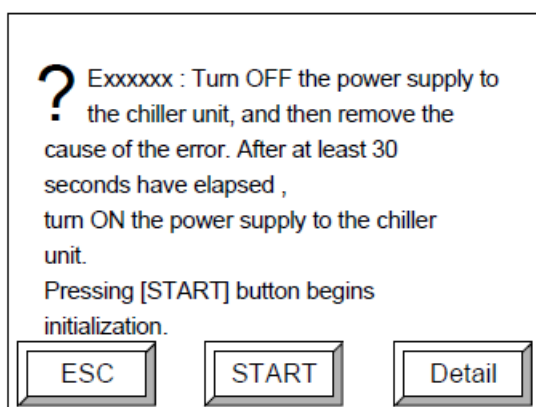 ? Exxxxxx : Turn OFF the power supply to
the chiller unit, and then remove the
cause of the error. After at least 30
seconds have elapsed ,
turn ON the power supply to the chiller
unit.
Pressing [START] button begins
initialization.
ESC START Detail